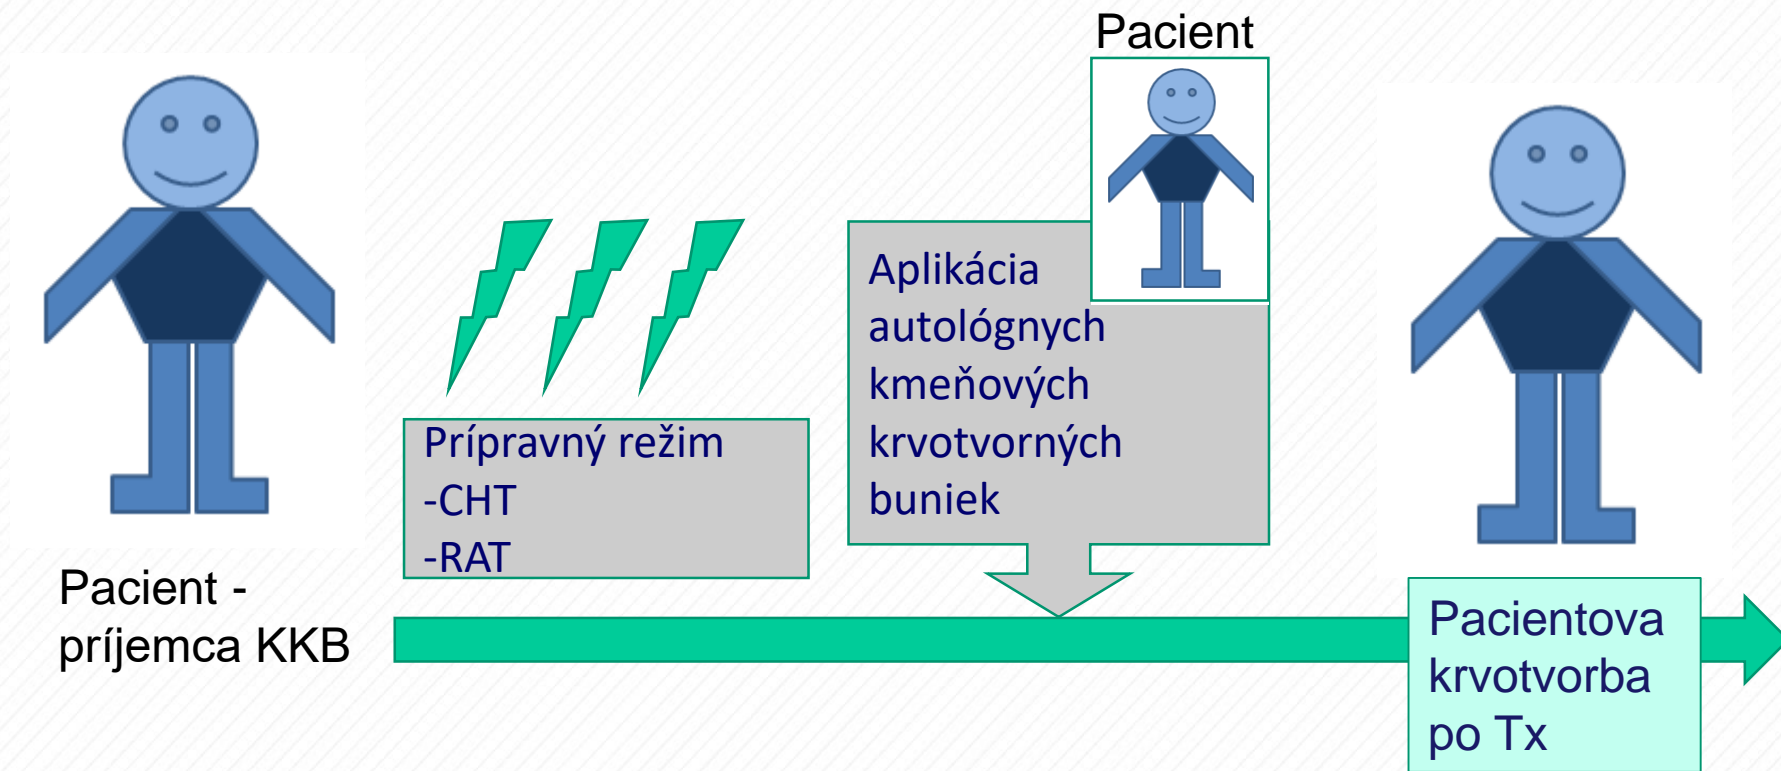 Pacient
Aplikácia
autológnych
kmeňových
krvotvorných
buniek
Prípravný režim
-CHT
-RAT
Pacient -
príjemca KKB
Pacientova
krvotvorba
po Tx